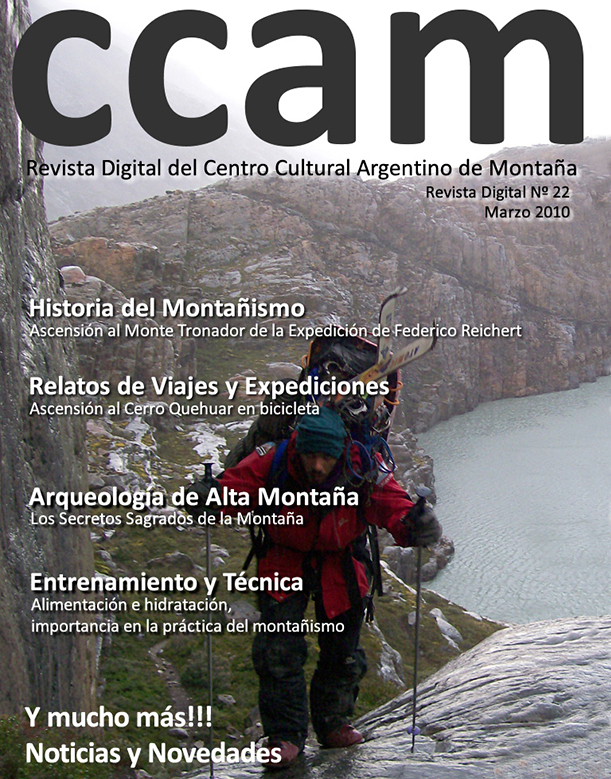 ccam
Revista Digital del Centro Cultural Argentino de Montaña
Revista Digital Nº 22
Marzo 2010
Historia del Montañismo
Ascensión al Monte Tronador de la Expedición de Federico Reichert
Relatos de Viajes y Expediciones
Ascensión al Cerro Quehuar en bicicleta
Arqueología de Alta Montaña
Los Secretos Sagrados de la Montaña
Entrenamiento y Técnica
Alimentación e hidratación,
importancia en la práctica del montañismo
Y mucho más!!!
Noticias y Novedades